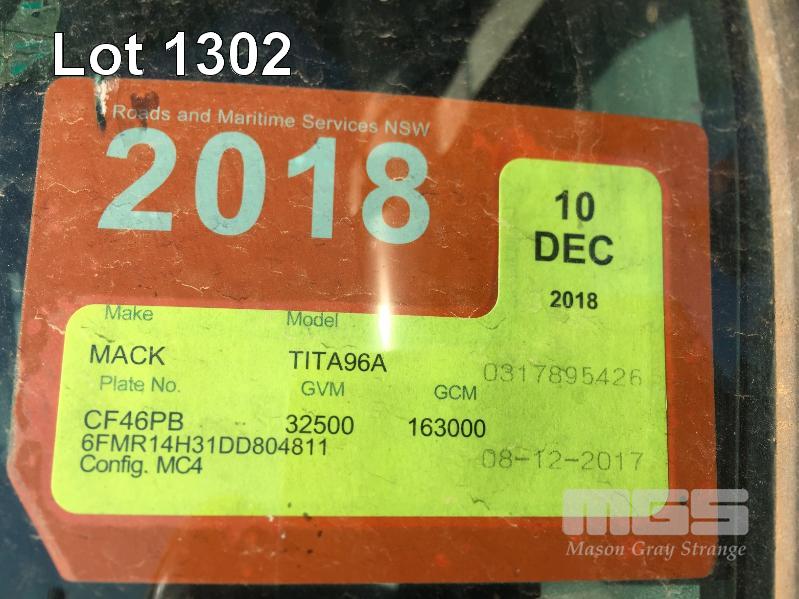 Lot 1302
Roads and Maritime Services NSW
2018
10
DEC
2018
Make Model
MACK TITA96A 0317895426
Plate No. GVM GCM
CF46PB 32500 163000
6FMR14H31DD804811
Config. MC4 08-12-2017
MGS
Mason Gray Strange